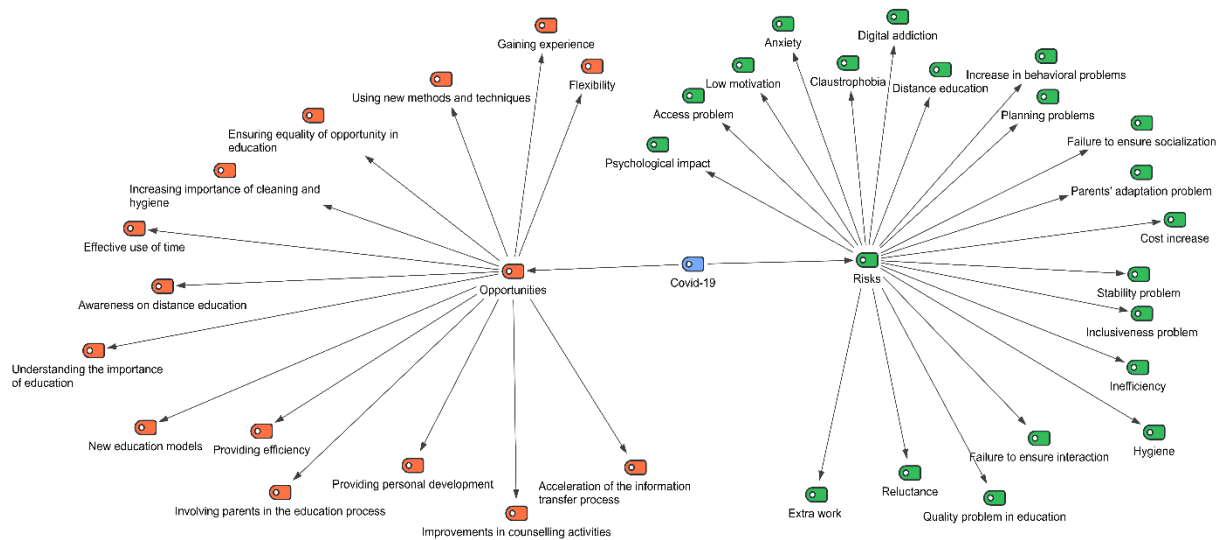 Gaining experience
Flexibility
Using new methods and techniques
Ensuring equality of opportunity in
education
Increasing importance of cleaning and
hygiene
Effective use of time
Awareness on distance education
Understanding the importance
of education
New education models
Providing efficiency
Involving parents in the education process
Providing personal development
Improvements in counselling activities
Acceleration of the information
transfer process
Opportunities
Covid-19
Risks
Psychological impact
Access problem
Low motivation
Anxiety
Claustrophobia
Digital addiction
Distance education
Increase in behavioral problems
Planning problems
Failure to ensure socialization
Parents' adaptation problem
Cost increase
Stability problem
Inclusiveness problem
Inefficiency
Hygiene
Failure to ensure interaction
Quality problem in education
Reluctance
Extra work